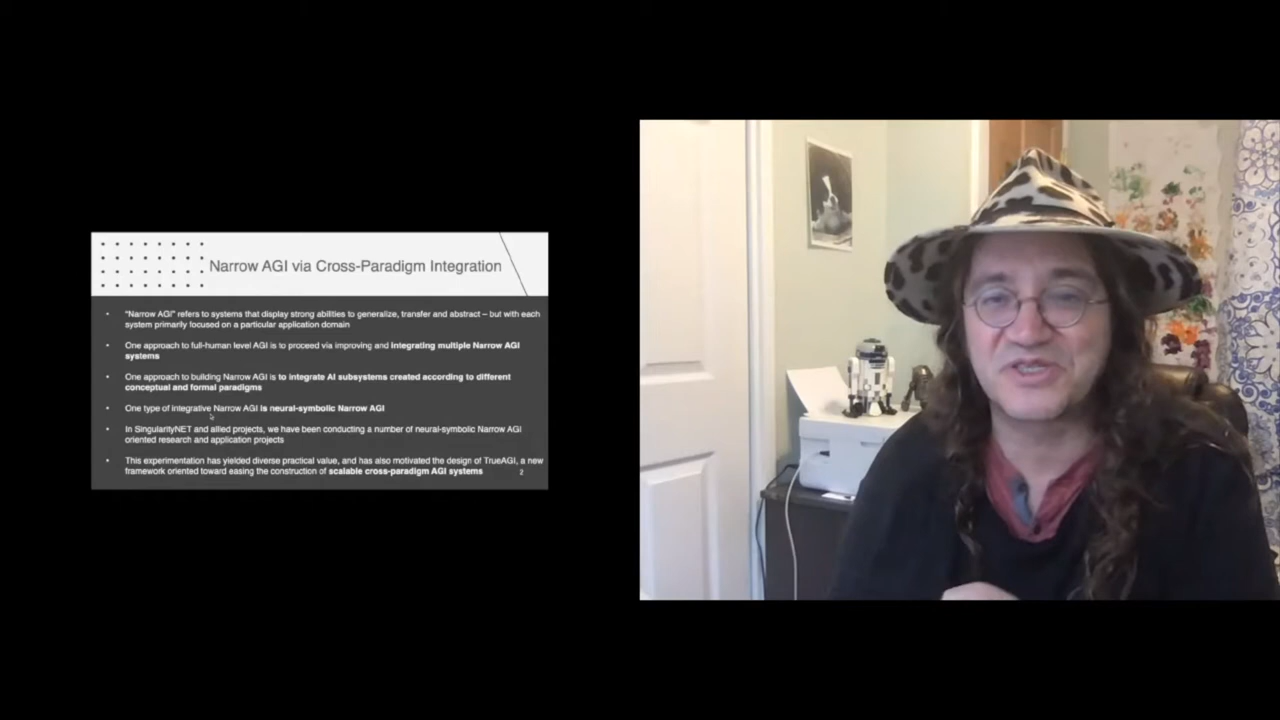 Narrow AGI via Cross-Paradigm Integration
• "Narrow AGI" refers to systems that display strong abilities to generalize, transfer and abstract – but with each
system primarily focused on a particular application domain
• One approach to full-human level AGI is to proceed via improving and integrating multiple Narrow AGI
systems
• One approach to building Narrow AGI is to integrate AI subsystems created according to different
conceptual and formal paradigms
• One type of integrative Narrow AGI is neural-symbolic Narrow AGI
• In SingularityNET and allied projects, we have been conducting a number of neural-symbolic Narrow AGI
oriented research and application projects
• This experimentation has yielded diverse practical value, and has also motivated the design of TrueAGI, a new
framework oriented toward easing the construction of scalable cross-paradigm AGI systems
2